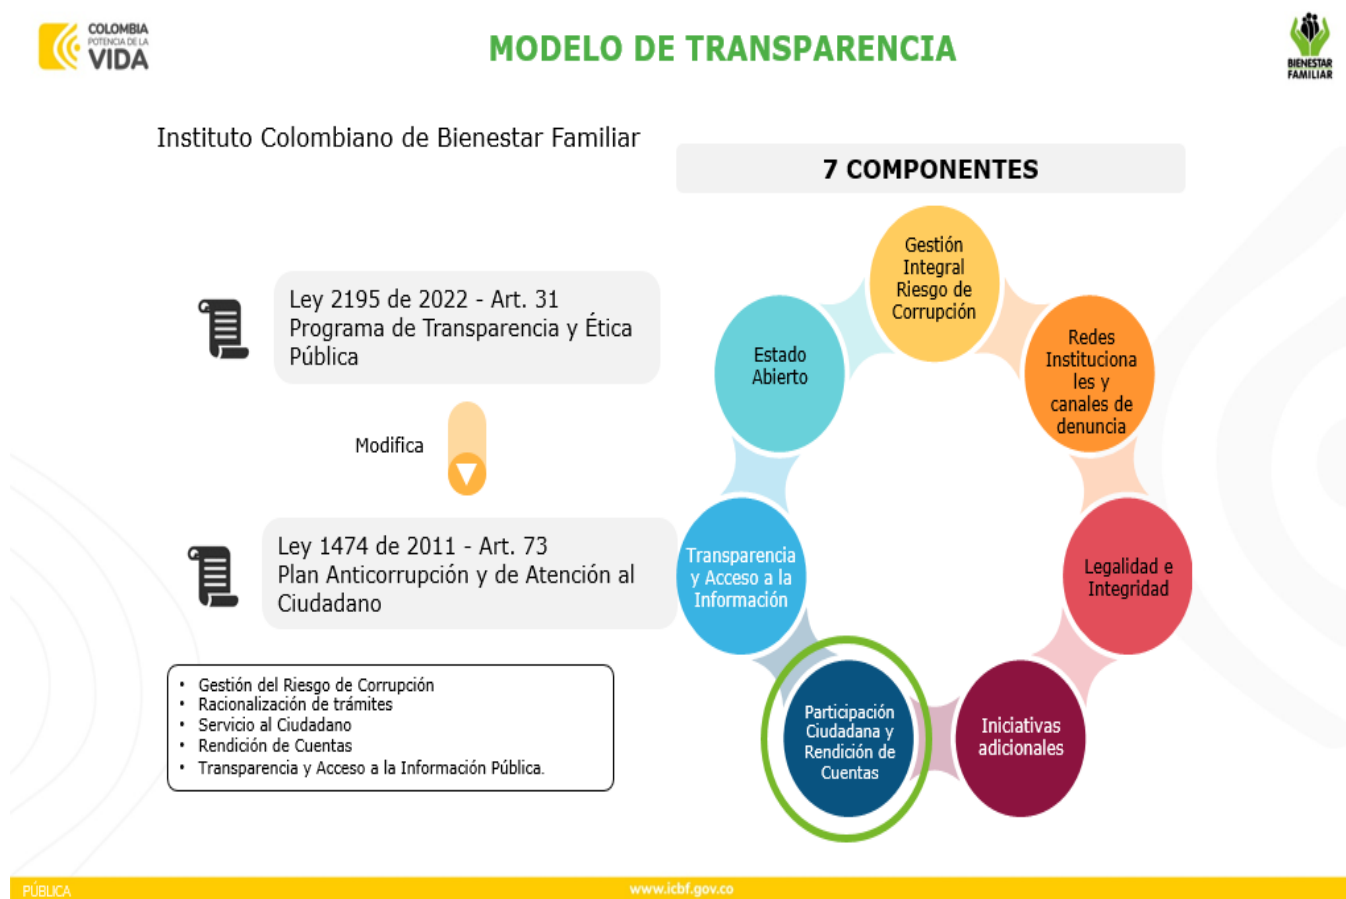 COLOMBIA
POTENCIA DE LA
VIDA
MODELO DE TRANSPARENCIA
BIENESTAR
FAMILIAR
Instituto Colombiano de Bienestar Familiar
7 COMPONENTES
Ley 2195 de 2022 - Art. 31
Programa de Transparencia y Ética
Pública
Modifica
Ley 1474 de 2011 - Art. 73
Plan Anticorrupción y de Atención al
Ciudadano
• Gestión del Riesgo de Corrupción
• Racionalización de trámites
• Servicio al Ciudadano
• Rendición de Cuentas
• Transparencia y Acceso a la Información Pública.
Gestión
Integral
Riesgo de
Corrupción
Redes
Instituciona
les y
canales de
denuncia
Legalidad e
Integridad
Iniciativas
adicionales
Participación
Ciudadana y
Rendición de
Cuentas
Transparencia
y Acceso a la
Información
Estado
Abierto
PÚBLICA
www.icbf.gov.co